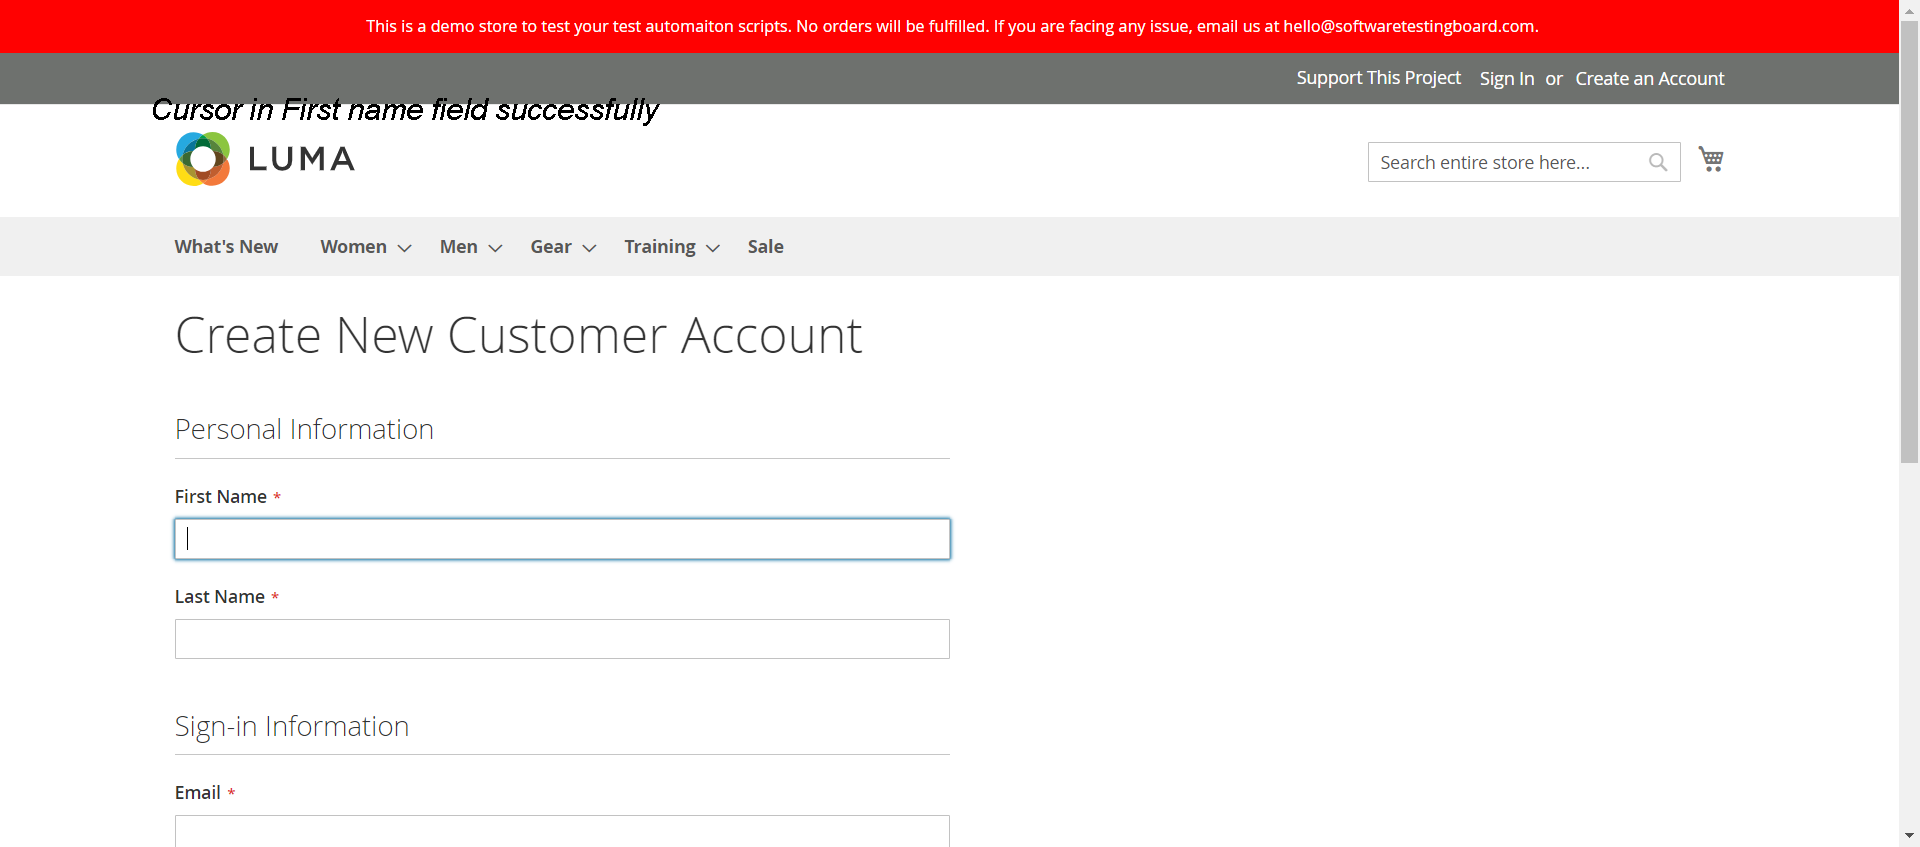 This is a demo store to test your test automaiton scripts. No orders will be fulfilled. If you are facing any issue, email us at hello@softwaretestingboard.com.
Support This Project Sign In or Create an Account
Cursor in First name field successfully
LUMA
Search entire store here...
What's New Women Men Gear Training Sale
Create New Customer Account
Personal Information
First Name *
Last Name *
Sign-in Information
Email *